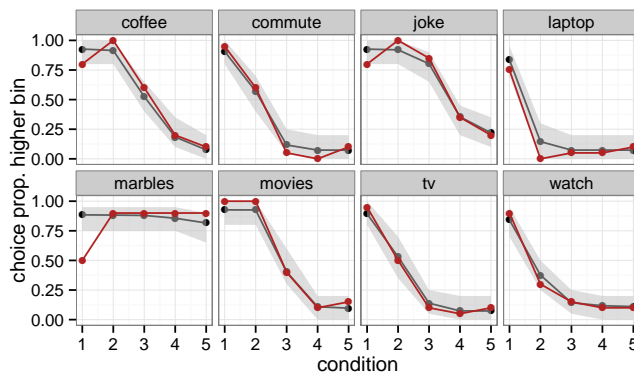 coffee commute joke laptop
1.00
0.75
0.50
0.25
0.00
marbles movies tv watch
1.00
0.75
0.50
0.25
0.00
1 2 3 4 5 1 2 3 4 5 1 2 3 4 5 1 2 3 4 5
condition
choice prop. higher bin